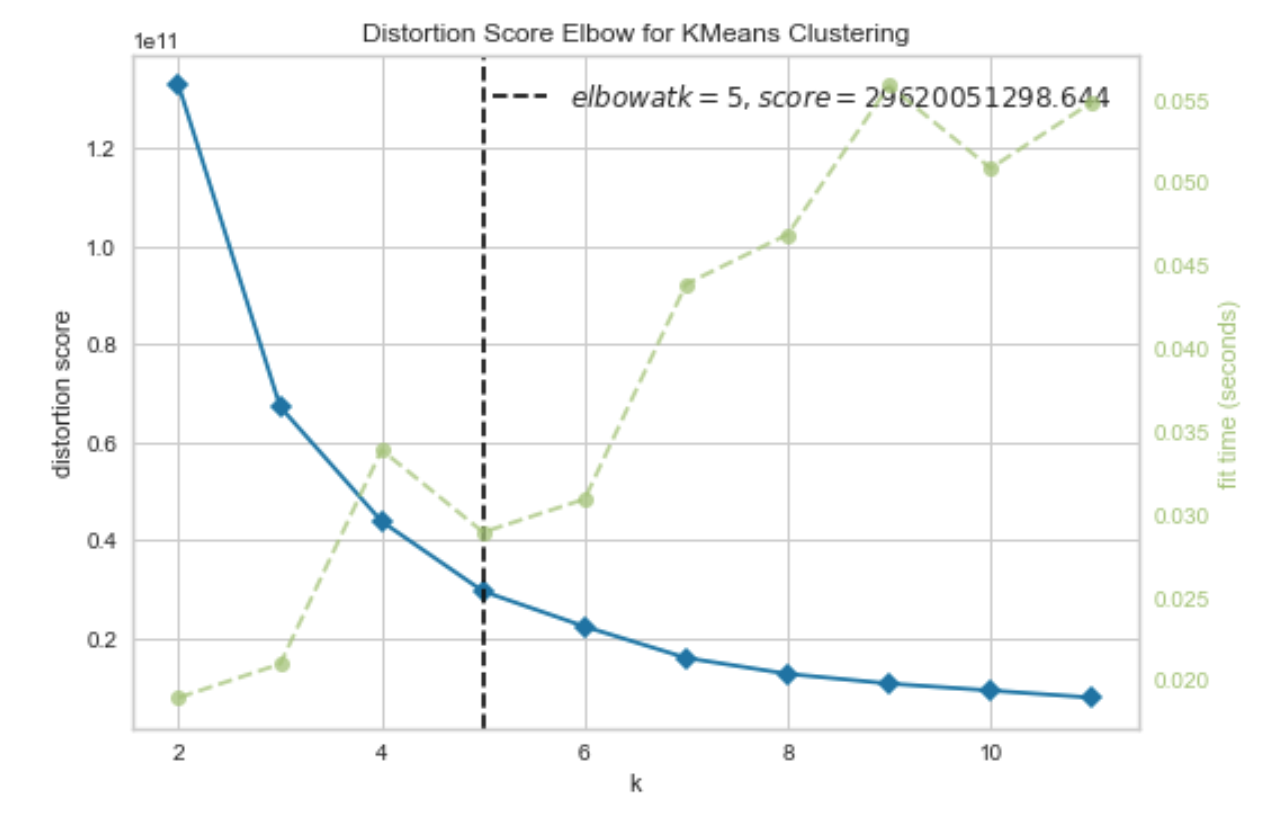 Distortion Score Elbow for KMeans Clustering
1e11
elbowatk = 5, score = 29620051298.644
1.2
1.0
0.8
0.6
0.4
0.2
distortion score
0.055
0.050
0.045
0.040
0.035
0.030
0.025
0.020
fit time (seconds)
2 4 6 8 10
k